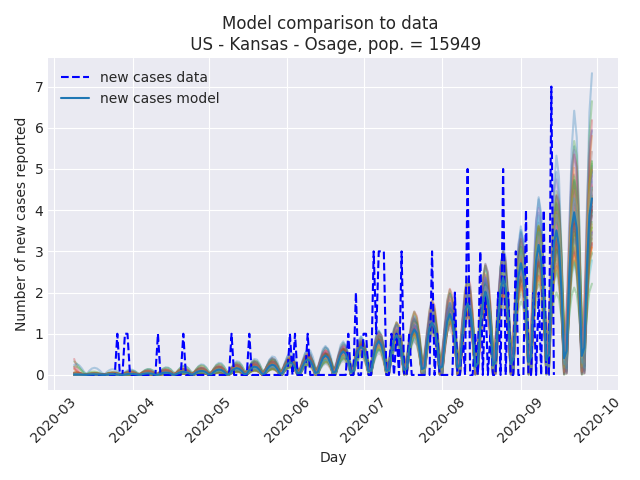 Model comparison to data
US - Kansas - Osage, pop. = 15949
new cases data
new cases model
Number of new cases reported
7
6
5
4
3
2
1
0
2020-03
2020-04
2020-05
2020-06
2020-07
2020-08
2020-09
2020-10
Day